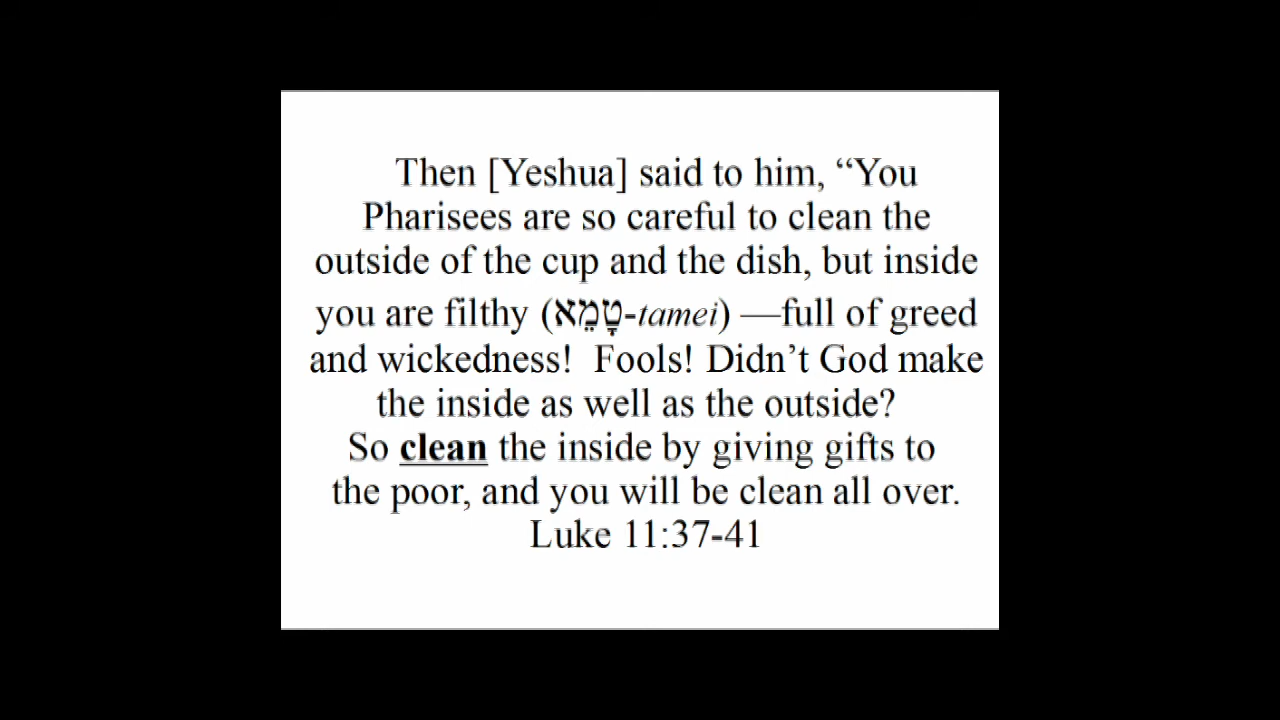 Then [Yeshua] said to him, “You
Pharisees are so careful to clean the
outside of the cup and the dish, but inside
you are filthy (טָמֵא-tamei) —full of greed
and wickedness!  Fools! Didn’t God make
the inside as well as the outside?
So clean the inside by giving gifts to
the poor, and you will be clean all over.
Luke 11:37-41